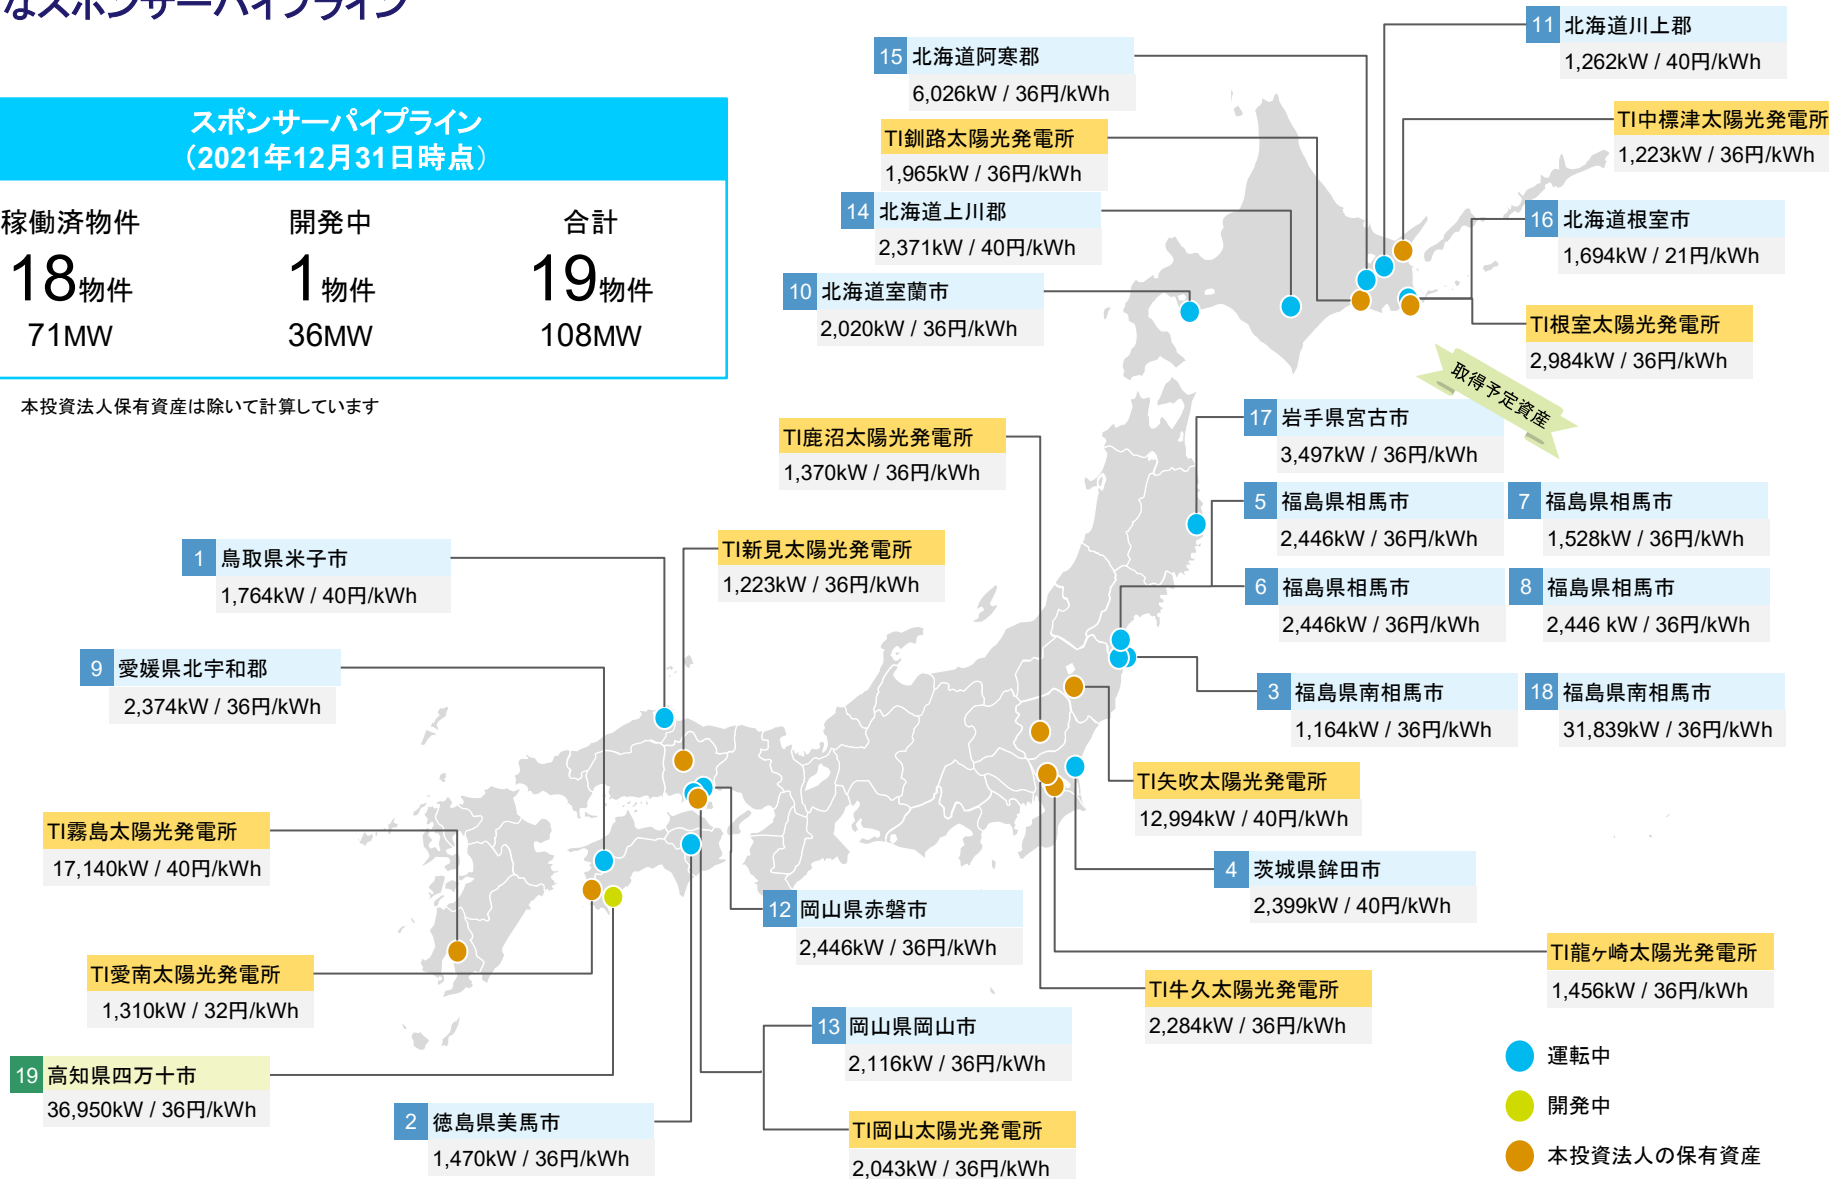 なスポンサーパイプライン
スポンサーパイプライン
（2021年12月31日時点）
稼働済物件
開発中
合計
18物件
1物件
19物件
71MW
36MW
108MW
本投資法人保有資産は除いて計算しています
15 北海道阿寒郡
6,026kW / 36円/kWh
TI釧路太陽光発電所
1,965kW / 36円/kWh
14 北海道上川郡
2,371kW / 40円/kWh
10 北海道室蘭市
2,020kW / 36円/kWh
11 北海道川上郡
1,262kW / 40円/kWh
TI中標津太陽光発電所
1,223kW / 36円/kWh
16 北海道根室市
1,694kW / 21円/kWh
TI根室太陽光発電所
2,984kW / 36円/kWh
取得予定資産
17 岩手県宮古市
3,497kW / 36円/kWh
TI鹿沼太陽光発電所
1,370kW / 36円/kWh
5 福島県相馬市
2,446kW / 36円/kWh
7 福島県相馬市
1,528kW / 36円/kWh
6 福島県相馬市
2,446kW / 36円/kWh
8 福島県相馬市
2,446 kW / 36円/kWh
1 鳥取県米子市
1,764kW / 40円/kWh
TI新見太陽光発電所
1,223kW / 36円/kWh
9 愛媛県北宇和郡
2,374kW / 36円/kWh
3 福島県南相馬市
1,164kW / 36円/kWh
18 福島県南相馬市
31,839kW / 36円/kWh
TI矢吹太陽光発電所
12,994kW / 40円/kWh
TI霧島太陽光発電所
17,140kW / 40円/kWh
4 茨城県鉾田市
2,399kW / 40円/kWh
12 岡山県赤磐市
2,446kW / 36円/kWh
TI龍ヶ崎太陽光発電所
1,456kW / 36円/kWh
TI愛南太陽光発電所
1,310kW / 32円/kWh
TI牛久太陽光発電所
2,284kW / 36円/kWh
13 岡山県岡山市
2,116kW / 36円/kWh
19 高知県四万十市
36,950kW / 36円/kWh
2 徳島県美馬市
1,470kW / 36円/kWh
TI岡山太陽光発電所
2,043kW / 36円/kWh
運転中
開発中
本投資法人の保有資産